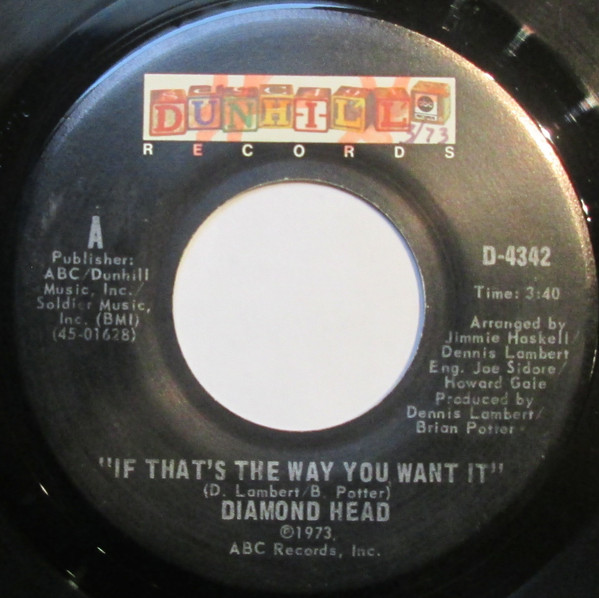 DUNHILL
5/73
RECORDS
A
Publisher:
ABC/Dunhill
Music, Inc./
Soldier Music,
Inc. (BMI)
(45-01628)
D-4342
Time: 3:40
Arranged by
Jimmie Haskell/
Dennis Lambert
Eng. Joe Sidore/
Howard Gale
Produced by
Dennis Lambert/
Brian Potter
"IF THAT'S THE WAY YOU WANT IT"
(D. Lambert/B. Potter)
DIAMOND HEAD
℗1973,
ABC Records, Inc.